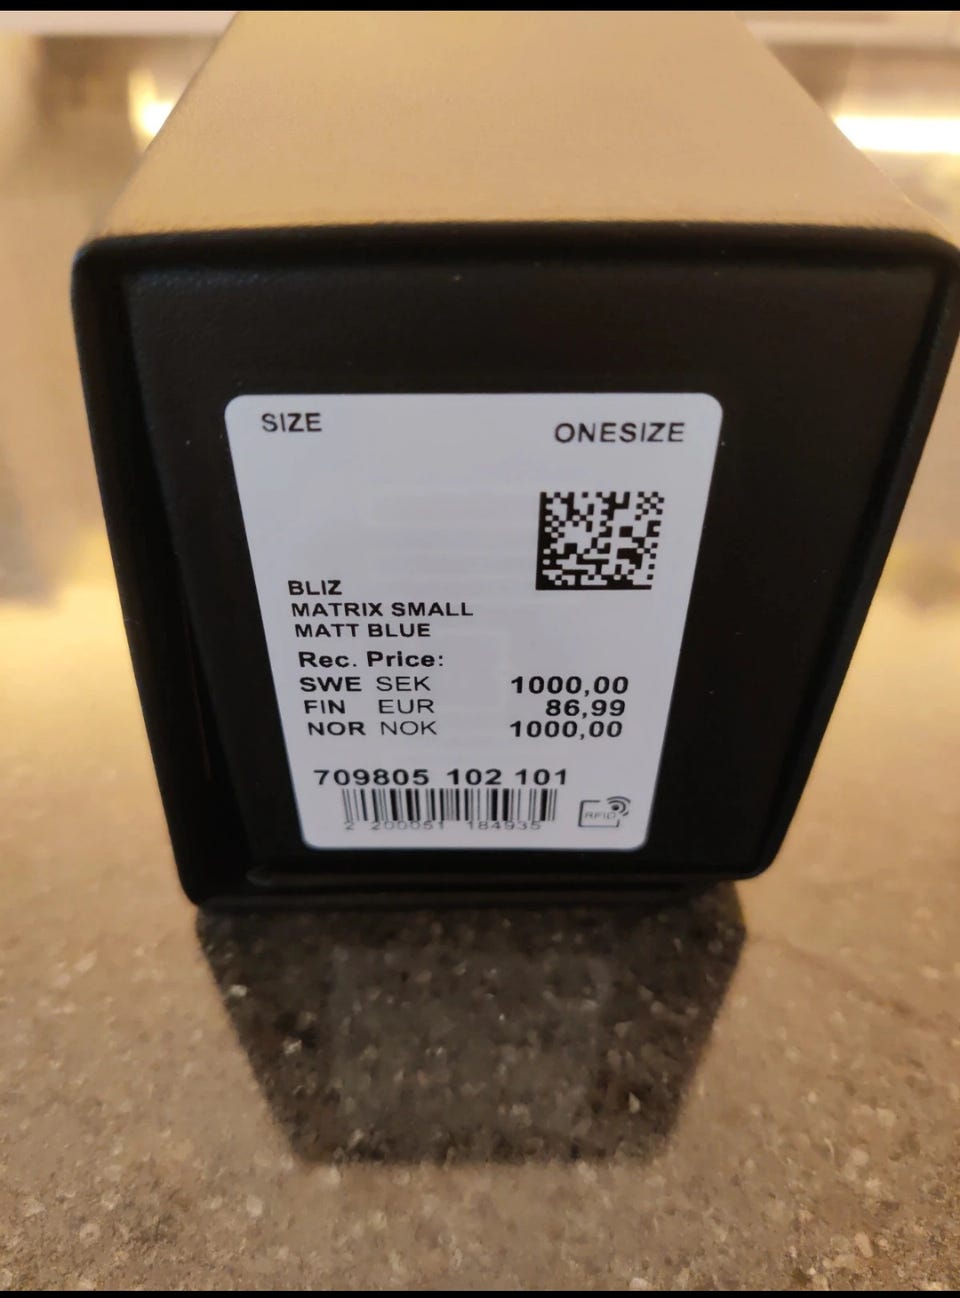 SIZE ONESIZE
BLIZ
MATRIX SMALL
MATT BLUE
Rec. Price:
SWE SEK 1000,00
FIN EUR 86,99
NOR NOK 1000,00
709805 102 101
2 200051 184935
RFID